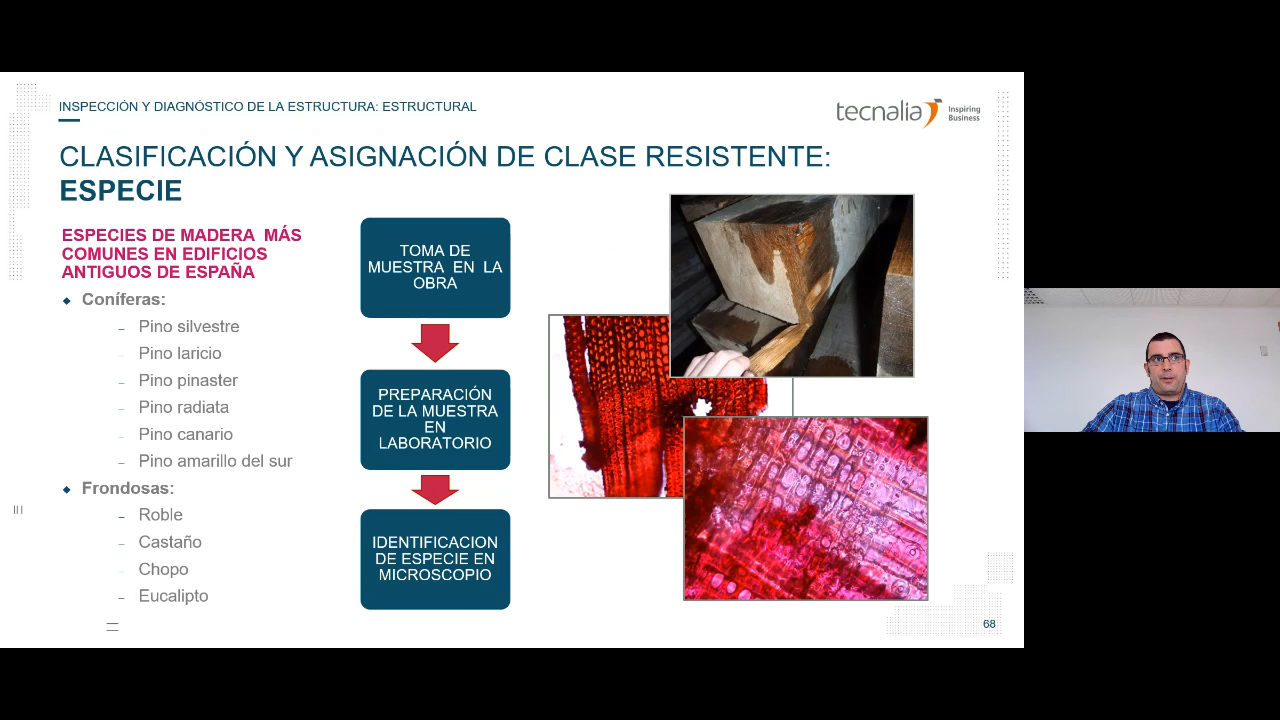 INSPECCIÓN Y DIAGNÓSTICO DE LA ESTRUCTURA: ESTRUCTURAL
tecnalia Inspiring
Business
CLASIFICACIÓN Y ASIGNACIÓN DE CLASE RESISTENTE:
ESPECIE
ESPECIES DE MADERA MÁS
COMUNES EN EDIFICIOS
ANTIGUOS DE ESPAÑA
Coníferas:
Pino silvestre
Pino laricio
Pino pinaster
Pino radiata
Pino canario
Pino amarillo del sur
Frondosas:
Roble
Castaño
Chopo
Eucalipto
TOMA DE
MUESTRA EN LA
OBRA
PREPARACIÓN
DE LA MUESTRA
EN
LABORATORIO
IDENTIFICACION
DE ESPECIE EN
MICROSCOPIO
68